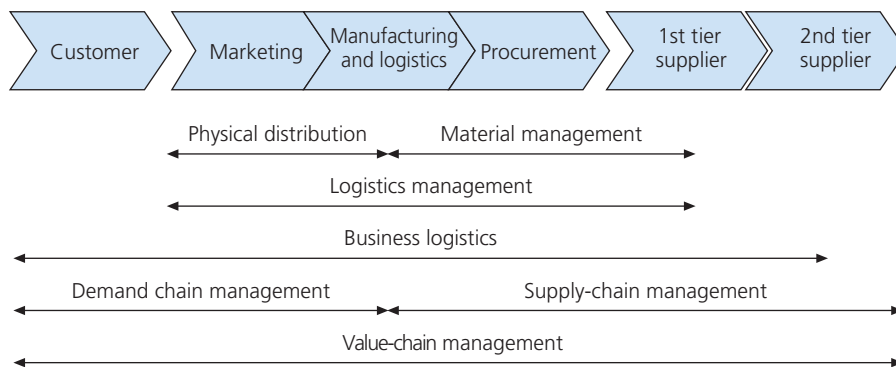 Customer
Marketing
Manufacturing
and logistics
Procurement
1st tier
supplier
2nd tier
supplier
Physical distribution
Material management
Logistics management
Business logistics
Demand chain management
Supply-chain management
Value-chain management